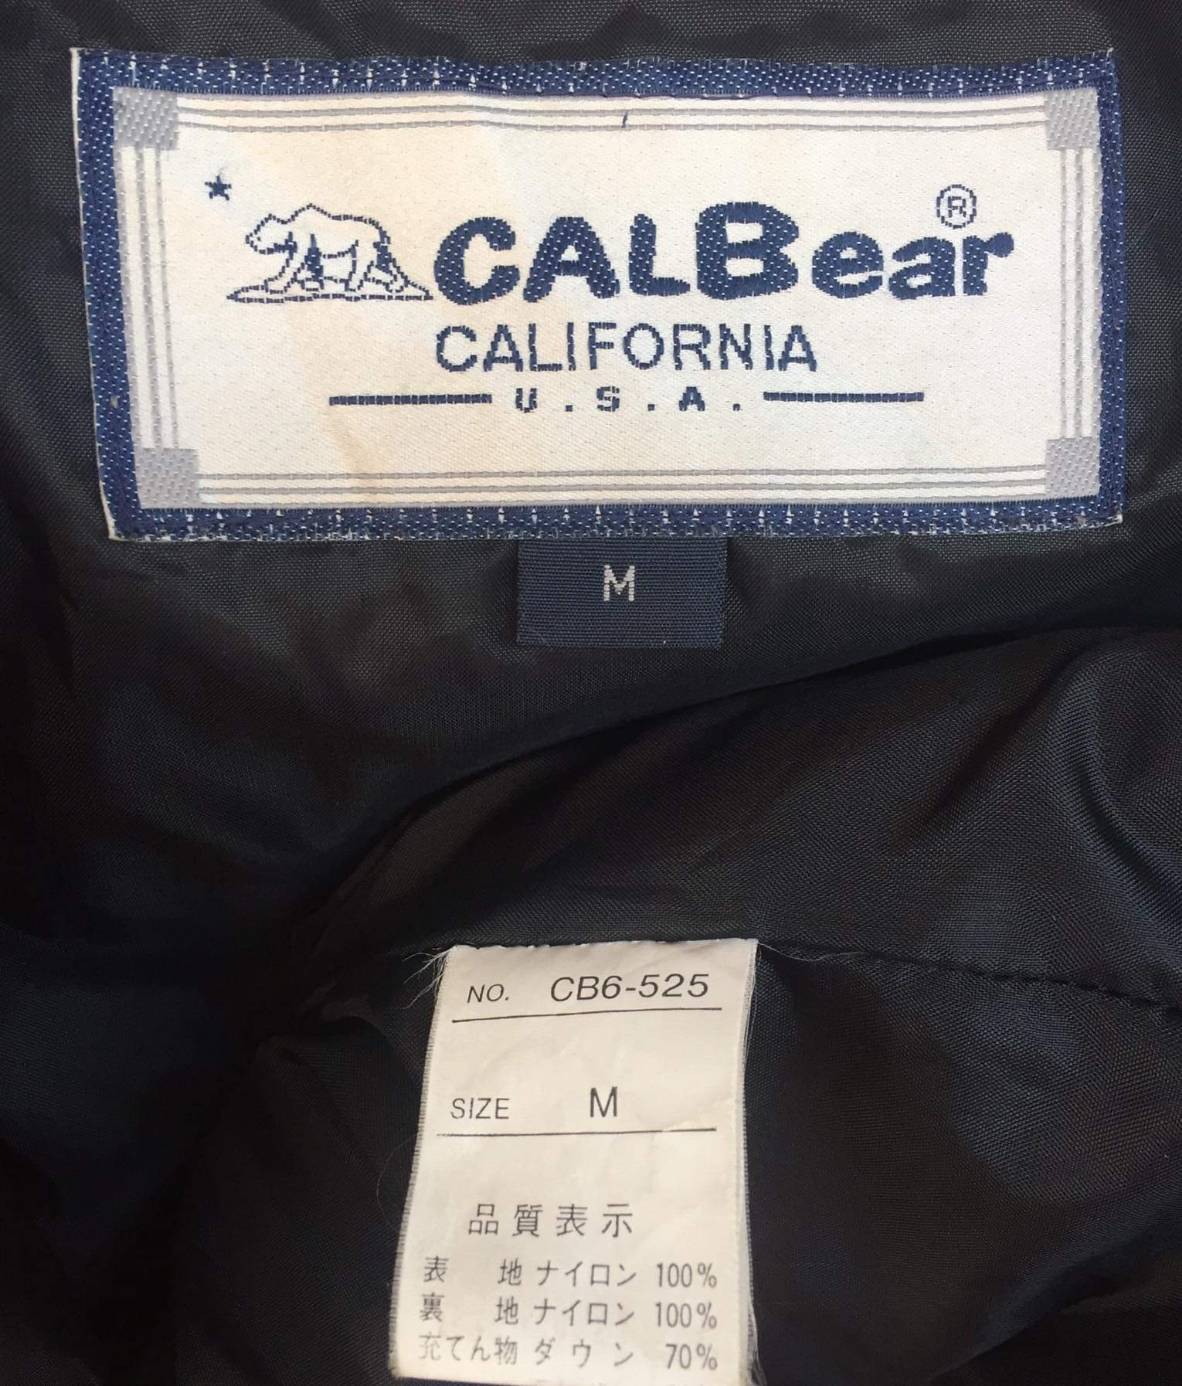 CALBear ®
CALIFORNIA
U.S.A.
M
NO. CB6-525
SIZE M
品質表示
表 地 ナイロン 100%
裏 地 ナイロン 100%
充てん物 ダウン 70%